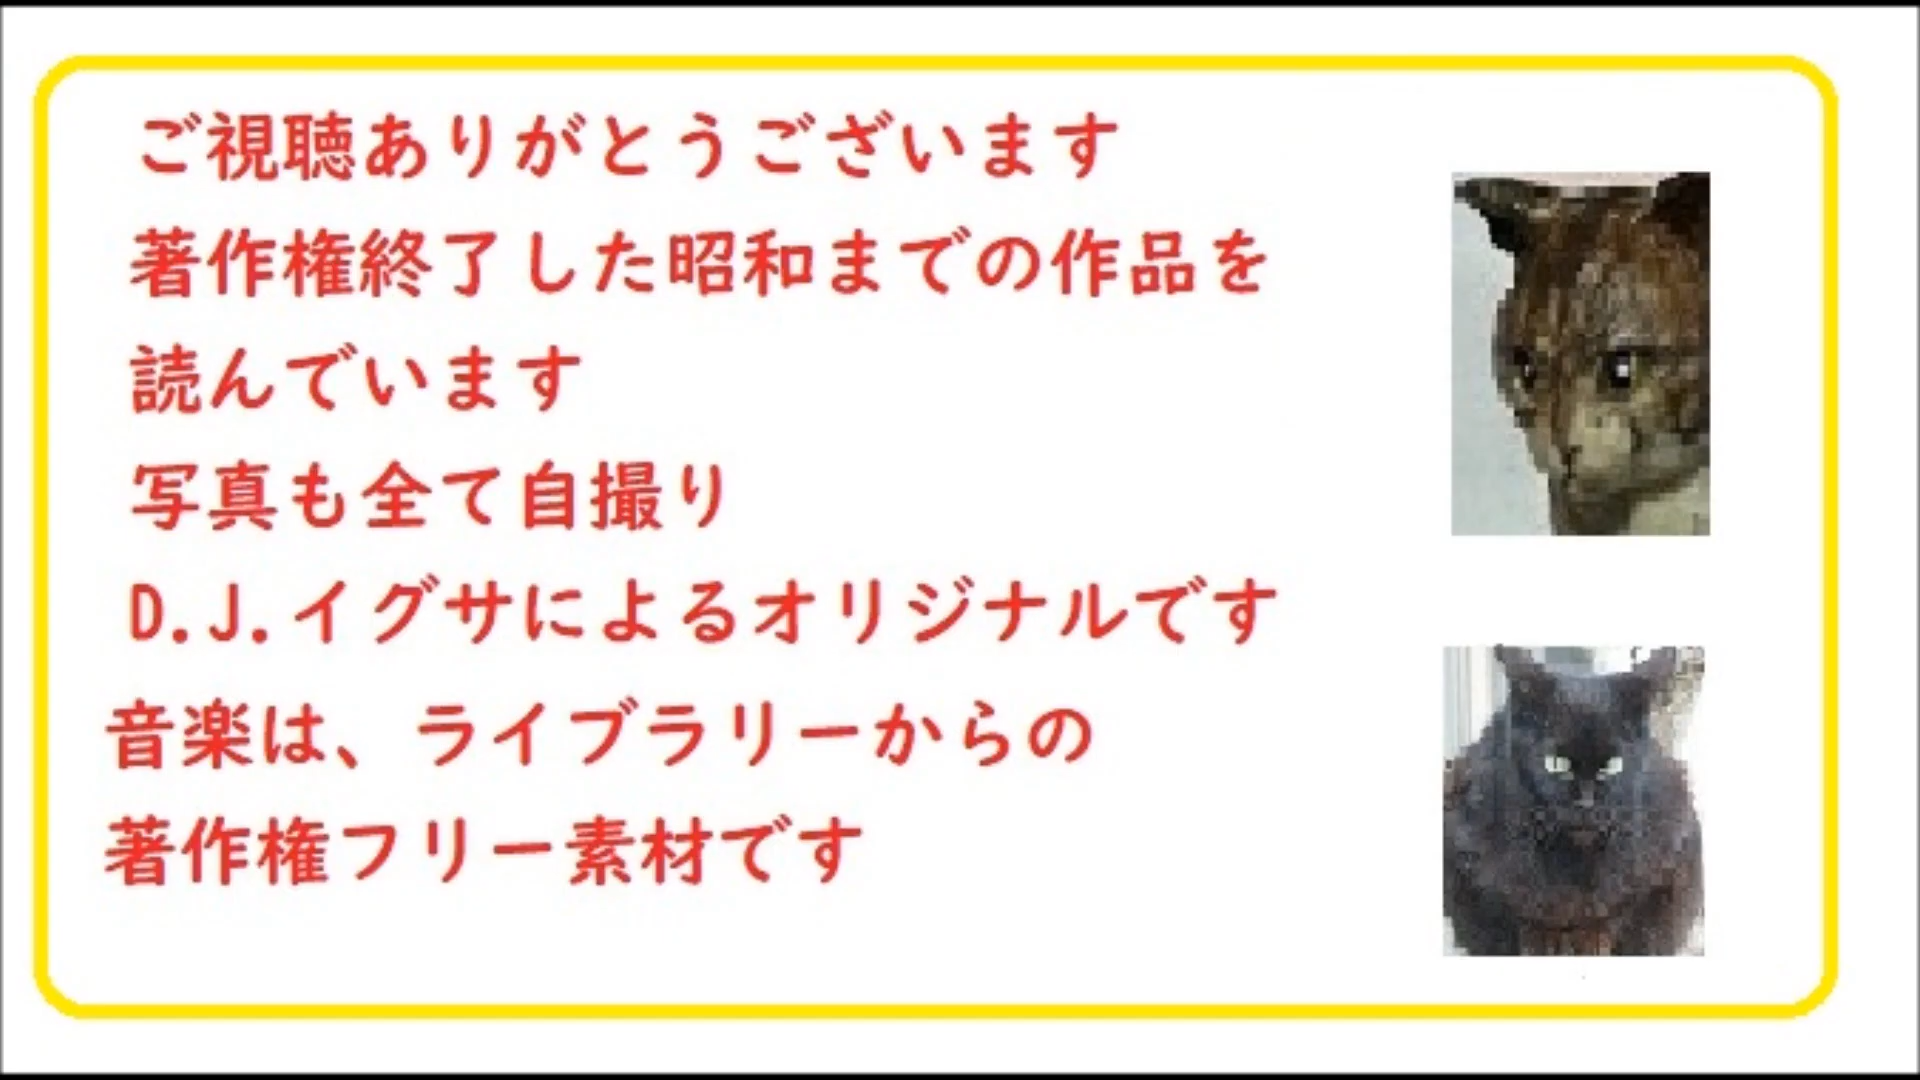 ご視聴ありがとうございます
著作権終了した昭和までの作品を
読んでいます
写真も全て自撮り
D.J.イグサによるオリジナルです
音楽は、ライブラリーからの
著作権フリー素材です